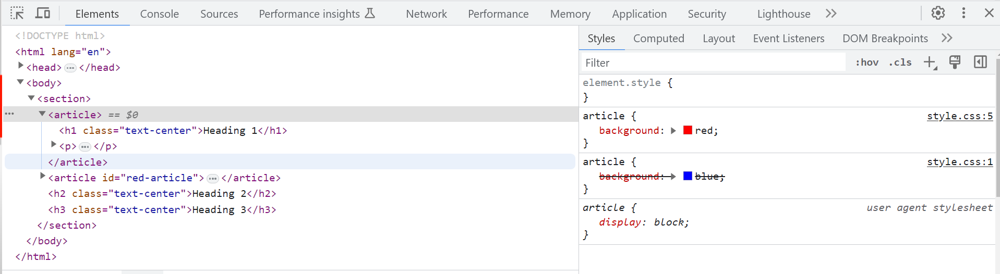 Elements Console Sources Performance insights Network Performance Memory Application Security Lighthouse
<!DOCTYPE html>
<html lang="en">
<head> ••• </head>
<body>
<section>
••• <article> == $0
<h1 class="text-center">Heading 1</h1>
<p> ••• </p>
</article>
<article id="red-article"> ••• </article>
<h2 class="text-center">Heading 2</h2>
<h3 class="text-center">Heading 3</h3>
</section>
</body>
</html>
Styles Computed Layout Event Listeners DOM Breakpoints
Filter :hov .cls
element.style {
}
article { style.css:5
background: red;
}
article { style.css:1
background: blue;
}
article { user agent stylesheet
display: block;
}